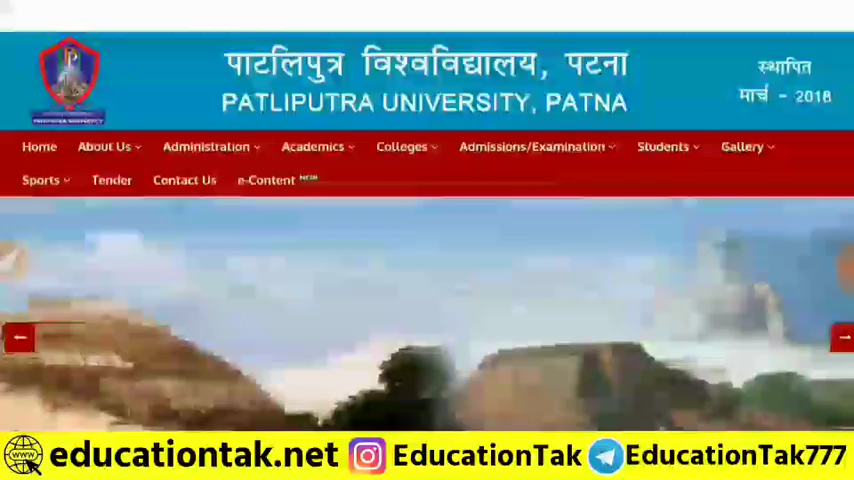 पाटलिपुत्र विश्वविद्यालय, पटना
PATLIPUTRA UNIVERSITY, PATNA
स्थापित
मार्च - 2018
Home About Us Administration Academics Colleges Admissions/Examination Students Gallery
Sports Tender Contact Us e-Content NEW
educationtak.net EducationTak EducationTak777